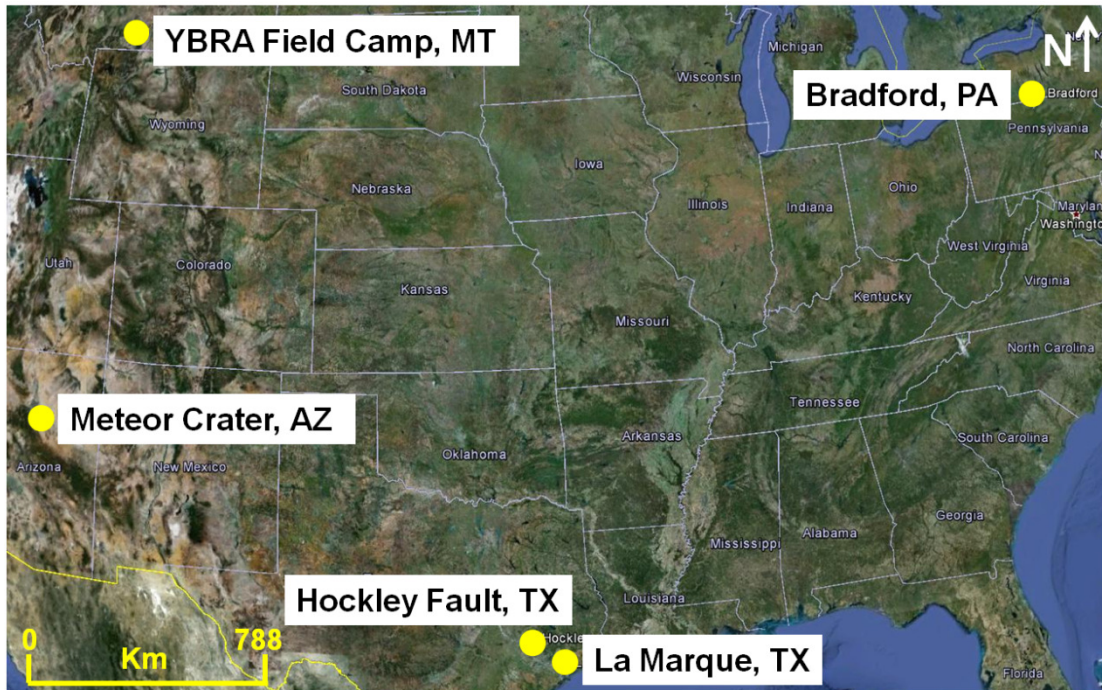 YBRA Field Camp, MT
Michigan
N
Wisconsin
South Dakota
Bradford, PA
Bradford
Wyoming
Pennsylvania
Iowa
Nebraska
Ohio
Illinois
Indiana
Maryland
Washington
West Virginia
Utah
Colorado
Kansas
Virginia
Kentucky
Missouri
North Carolina
Tennessee
Meteor Crater, AZ
Arkansas
South Carolina
Oklahoma
Arizona
New Mexico
Georgia
Alabama
Mississippi
Hockley Fault, TX
Louisiana
0 788
Km
Hockle
La Marque, TX
Florida